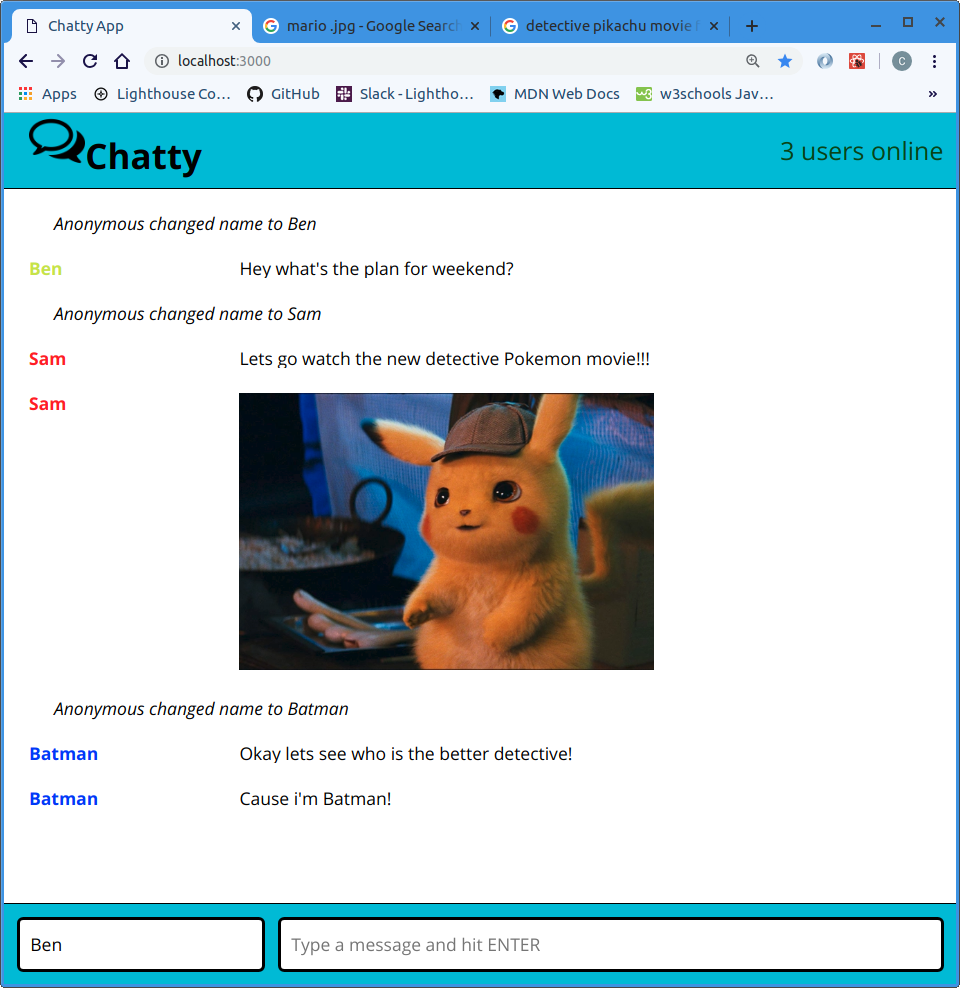 Chatty App
mario .jpg - Google Search
detective pikachu movie f
localhost:3000
C
Apps
Lighthouse Co...
GitHub
Slack - Lightho...
MDN Web Docs
w3schools Jav...
»
Chatty
3 users online
Anonymous changed name to Ben
Ben Hey what's the plan for weekend?
Anonymous changed name to Sam
Sam Lets go watch the new detective Pokemon movie!!!
Sam
Anonymous changed name to Batman
Batman Okay lets see who is the better detective!
Batman Cause i'm Batman!
Ben
Type a message and hit ENTER